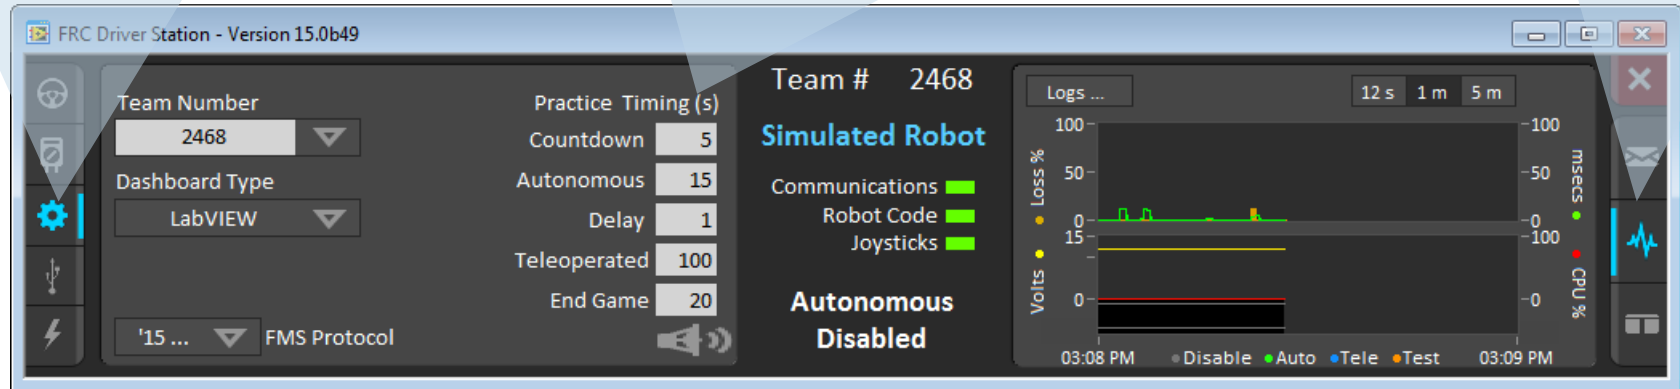 FRC Driver Station - Version 15.0b49
Team Number
2468
Dashboard Type
LabVIEW
'15 ... FMS Protocol
Practice Timing (s)
Countdown 5
Autonomous 15
Delay 1
Teleoperated 100
End Game 20
Team # 2468
Simulated Robot
Communications
Robot Code
Joysticks
Autonomous
Disabled
Logs ...
12 s 1 m 5 m
100 100
Loss %
50 50
msecs
0 0
15 100
Volts
CPU %
0 0
03:08 PM Disable Auto Tele Test 03:09 PM